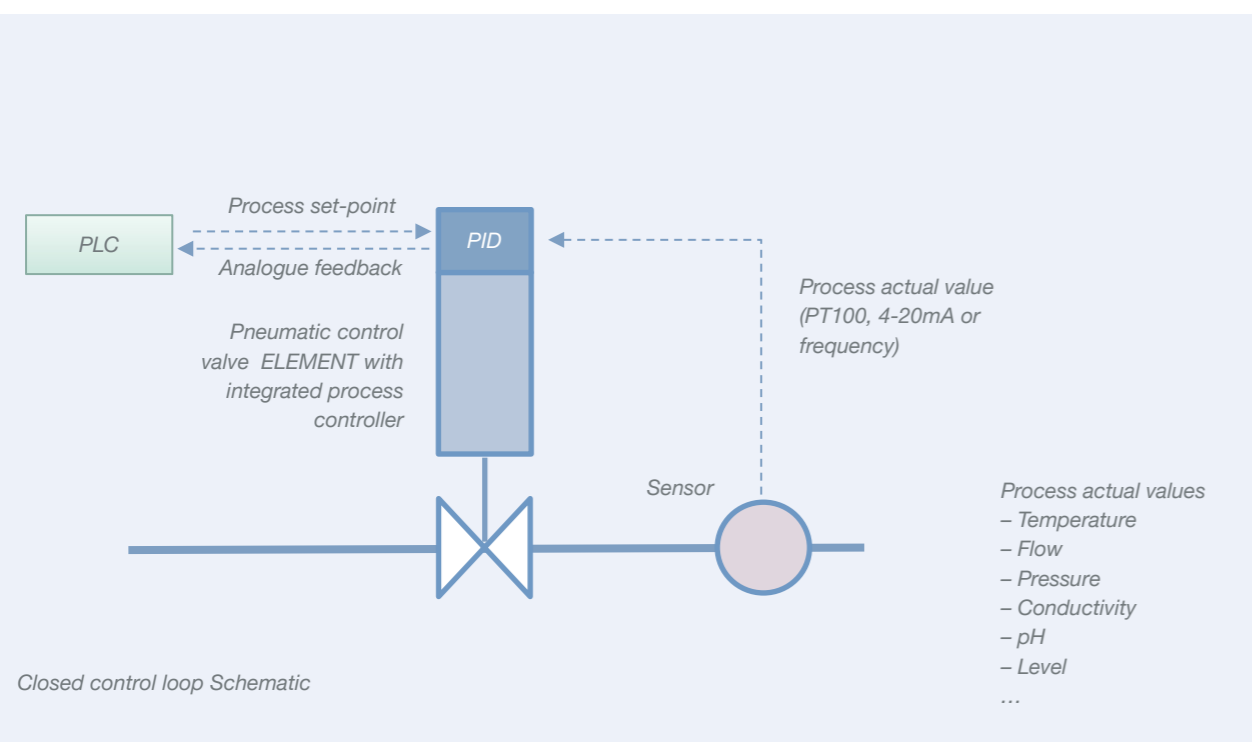 Process set-point
PLC
PID
Analogue feedback
Pneumatic control
valve ELEMENT with
integrated process
controller
Process actual value
(PT100, 4-20mA or
frequency)
Sensor
Process actual values
– Temperature
– Flow
– Pressure
– Conductivity
– pH
– Level
…
Closed control loop Schematic